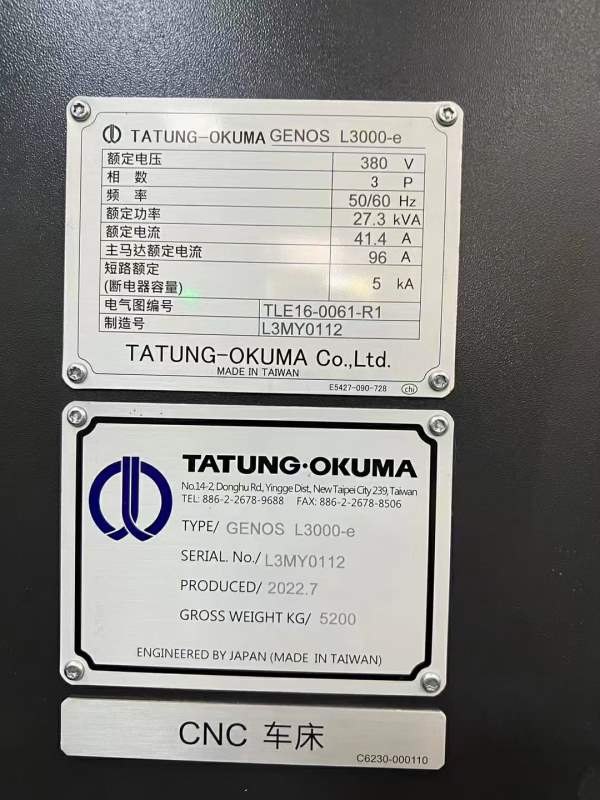 TATUNG-OKUMA GENOS L3000-e
额定电压 380 V
相 数 3 P
频 率 50/60 Hz
额定功率 27.3 kVA
额定电流 41.4 A
主马达额定电流 96 A
短路额定
(断电器容量) 5 kA
电气图编号 TLE16-0061-R1
制造号 L3MY0112
TATUNG-OKUMA Co.,Ltd.
MADE IN TAIWAN
E5427-090-728 chi
TATUNG·OKUMA
No.14-2, Donghu Rd., Yingge Dist., New Taipei City 239, Taiwan
TEL: 886-2-2678-9688 FAX: 886-2-2678-8506
TYPE/ GENOS L3000-e
SERIAL. No./ L3MY0112
PRODUCED/ 2022.7
GROSS WEIGHT KG/ 5200
ENGINEERED BY JAPAN (MADE IN TAIWAN)
CNC 车床
C6230-000110